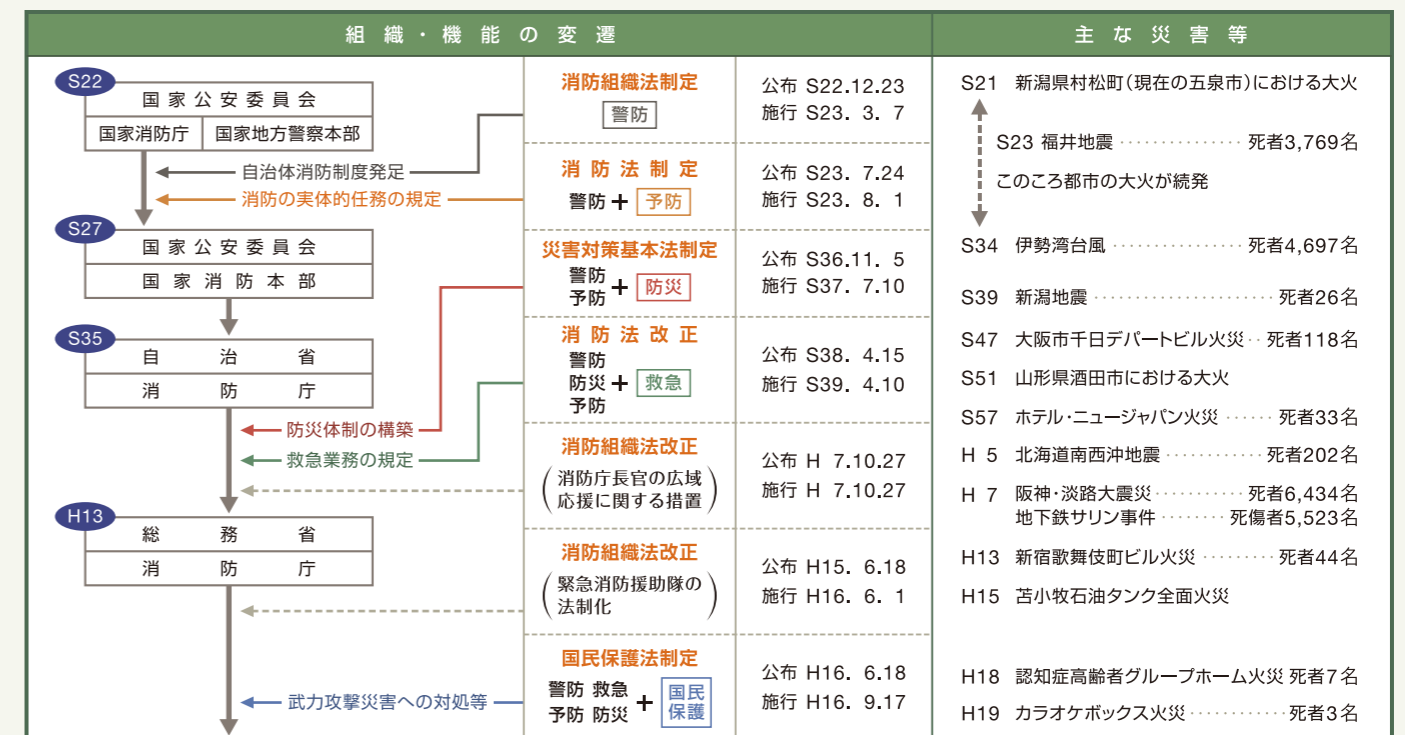 組織・機能の変遷
主な災害等
S22
国家公安委員会
国家消防庁 国家地方警察本部
自治体消防制度発足
消防の実体的任務の規定
S27
国家公安委員会
国家消防本部
S35
自治省
消防庁
防災体制の構築
救急業務の規定
H13
総務省
消防庁
武力攻撃災害への対処等
消防組織法制定
警防
公布 S22.12.23
施行 S23. 3. 7
消防法制定
警防+予防
公布 S23. 7.24
施行 S23. 8. 1
災害対策基本法制定
警防
予防
+防災
公布 S36.11. 5
施行 S37. 7.10
消防法改正
警防
防災+救急
予防
公布 S38. 4.15
施行 S39. 4.10
消防組織法改正
(消防庁長官の広域
応援に関する措置)
公布 H 7.10.27
施行 H 7.10.27
消防組織法改正
(緊急消防援助隊の
法制化)
公布 H15. 6.18
施行 H16. 6. 1
国民保護法制定
警防 救急
予防 防災
+
国民
保護
公布 H16. 6.18
施行 H16. 9.17
S21 新潟県村松町(現在の五泉市)における大火
S23 福井地震 ‥‥‥‥‥‥‥ 死者3,769名
このころ都市の大火が続発
S34 伊勢湾台風 ‥‥‥‥‥‥‥‥ 死者4,697名
S39 新潟地震 ‥‥‥‥‥‥‥‥‥ 死者26名
S47 大阪市千日デパートビル火災‥ 死者118名
S51 山形県酒田市における大火
S57 ホテル・ニュージャパン火災 ‥‥‥ 死者33名
H 5 北海道南西沖地震 ‥‥‥‥‥‥ 死者202名
H 7 阪神・淡路大震災‥‥‥‥‥ 死者6,434名
地下鉄サリン事件 ‥‥‥‥ 死傷者5,523名
H13 新宿歌舞伎町ビル火災 ‥‥‥‥ 死者44名
H15 苫小牧石油タンク全面火災
H18 認知症高齢者グループホーム火災 死者7名
H19 カラオケボックス火災‥‥‥‥‥‥死者3名